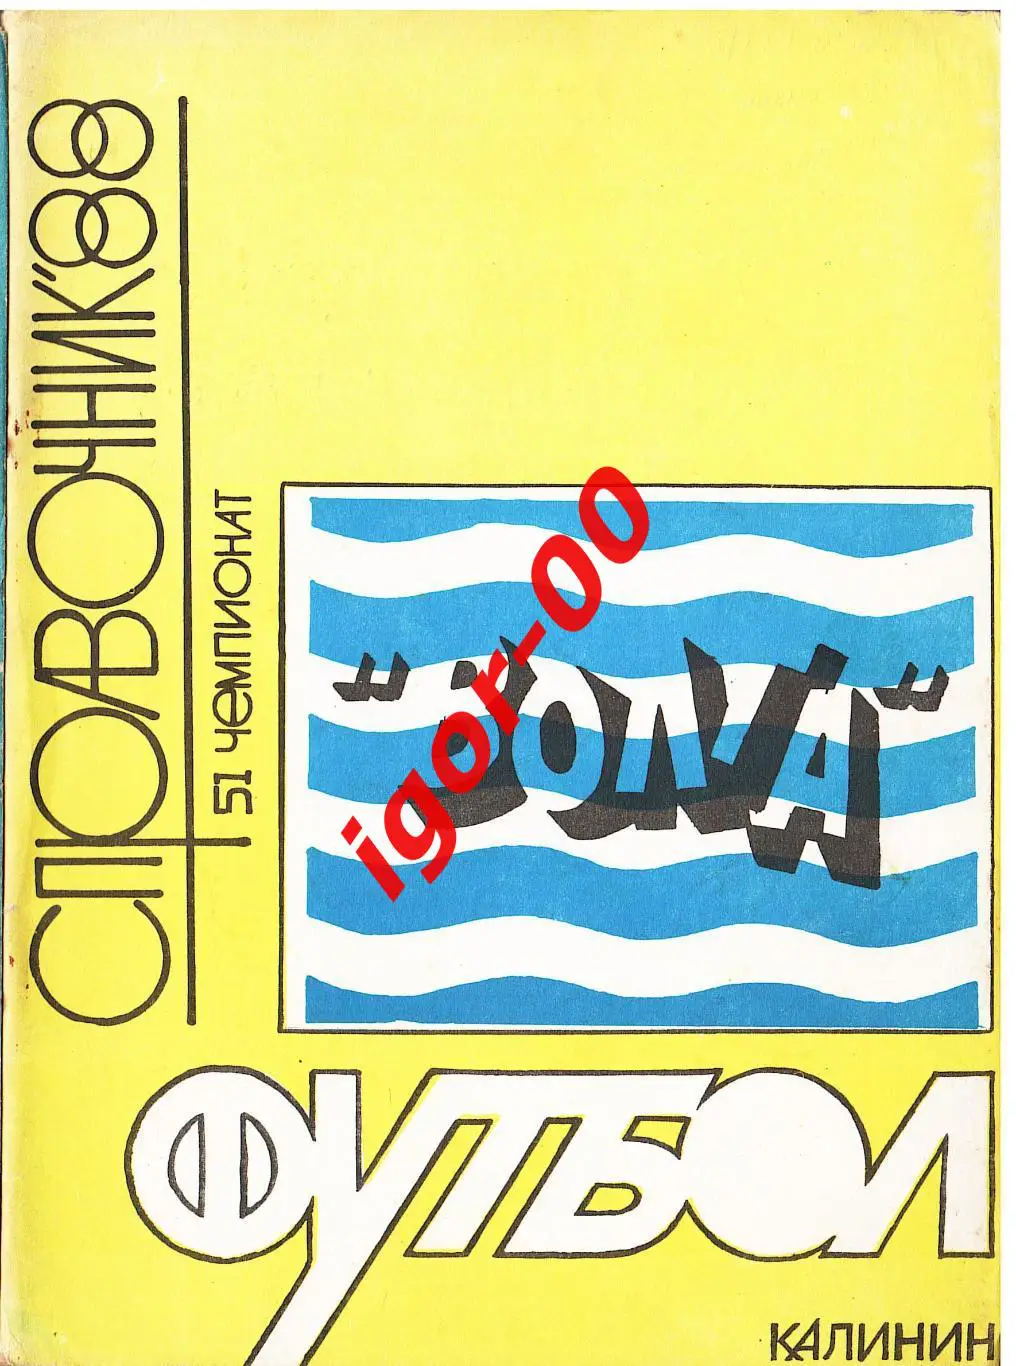 СПРАВОЧНИК"88
51 ЧЕМПИОНАТ
"ВОЛГА"
igor-00
ФУТБОЛ
КАЛИНИН